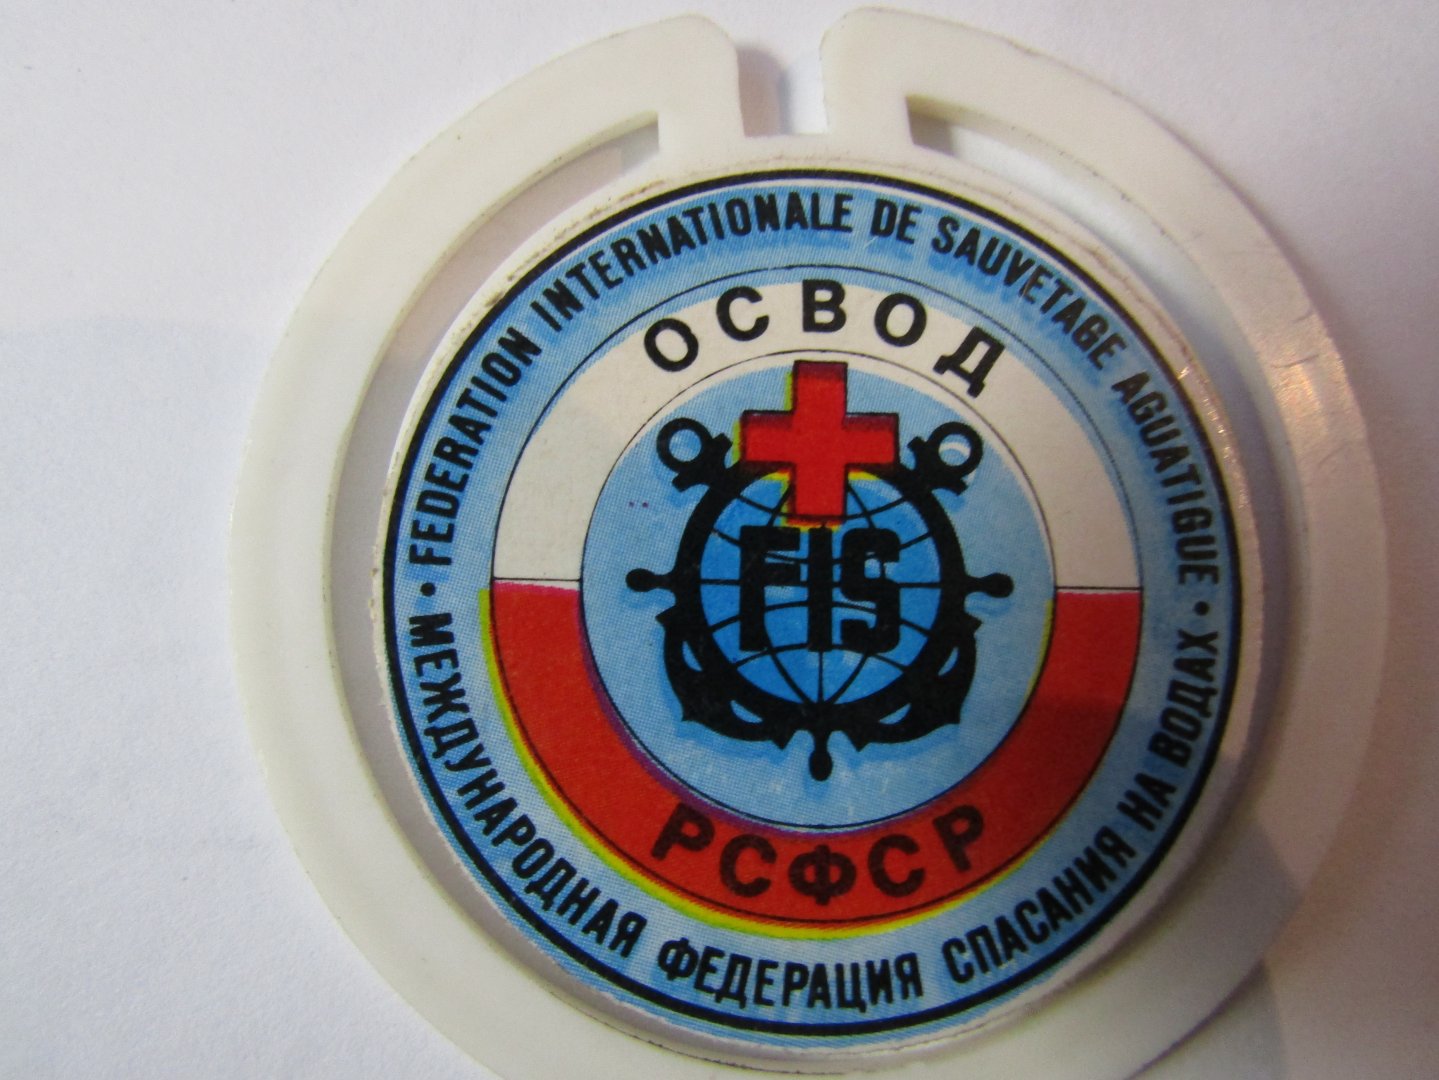 FEDERATION INTERNATIONALE DE SAUVETAGE AGUATIGUE •
МЕЖДУНАРОДНАЯ ФЕДЕРАЦИЯ СПАСАНИЯ НА ВОДАХ •
ОСВОД
FIS
РСФСР